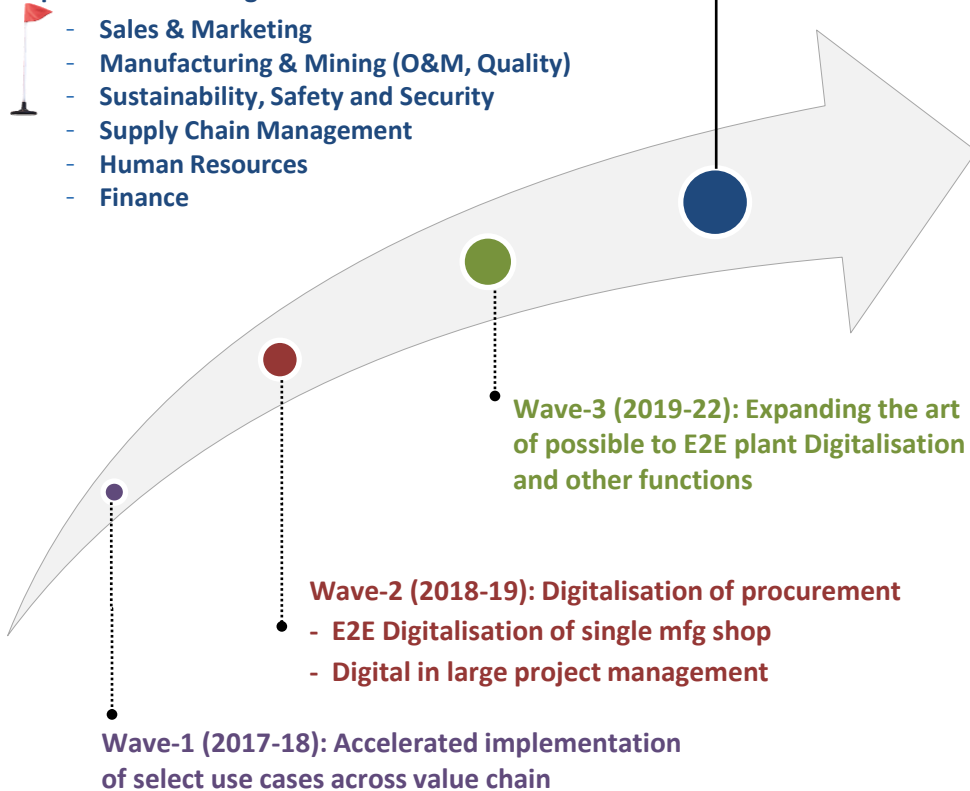 - Sales & Marketing
- Manufacturing & Mining (O&M, Quality)
- Sustainability, Safety and Security
- Supply Chain Management
- Human Resources
- Finance
Wave-3 (2019-22): Expanding the art
of possible to E2E plant Digitalisation
and other functions
Wave-2 (2018-19): Digitalisation of procurement
- E2E Digitalisation of single mfg shop
- Digital in large project management
Wave-1 (2017-18): Accelerated implementation
of select use cases across value chain